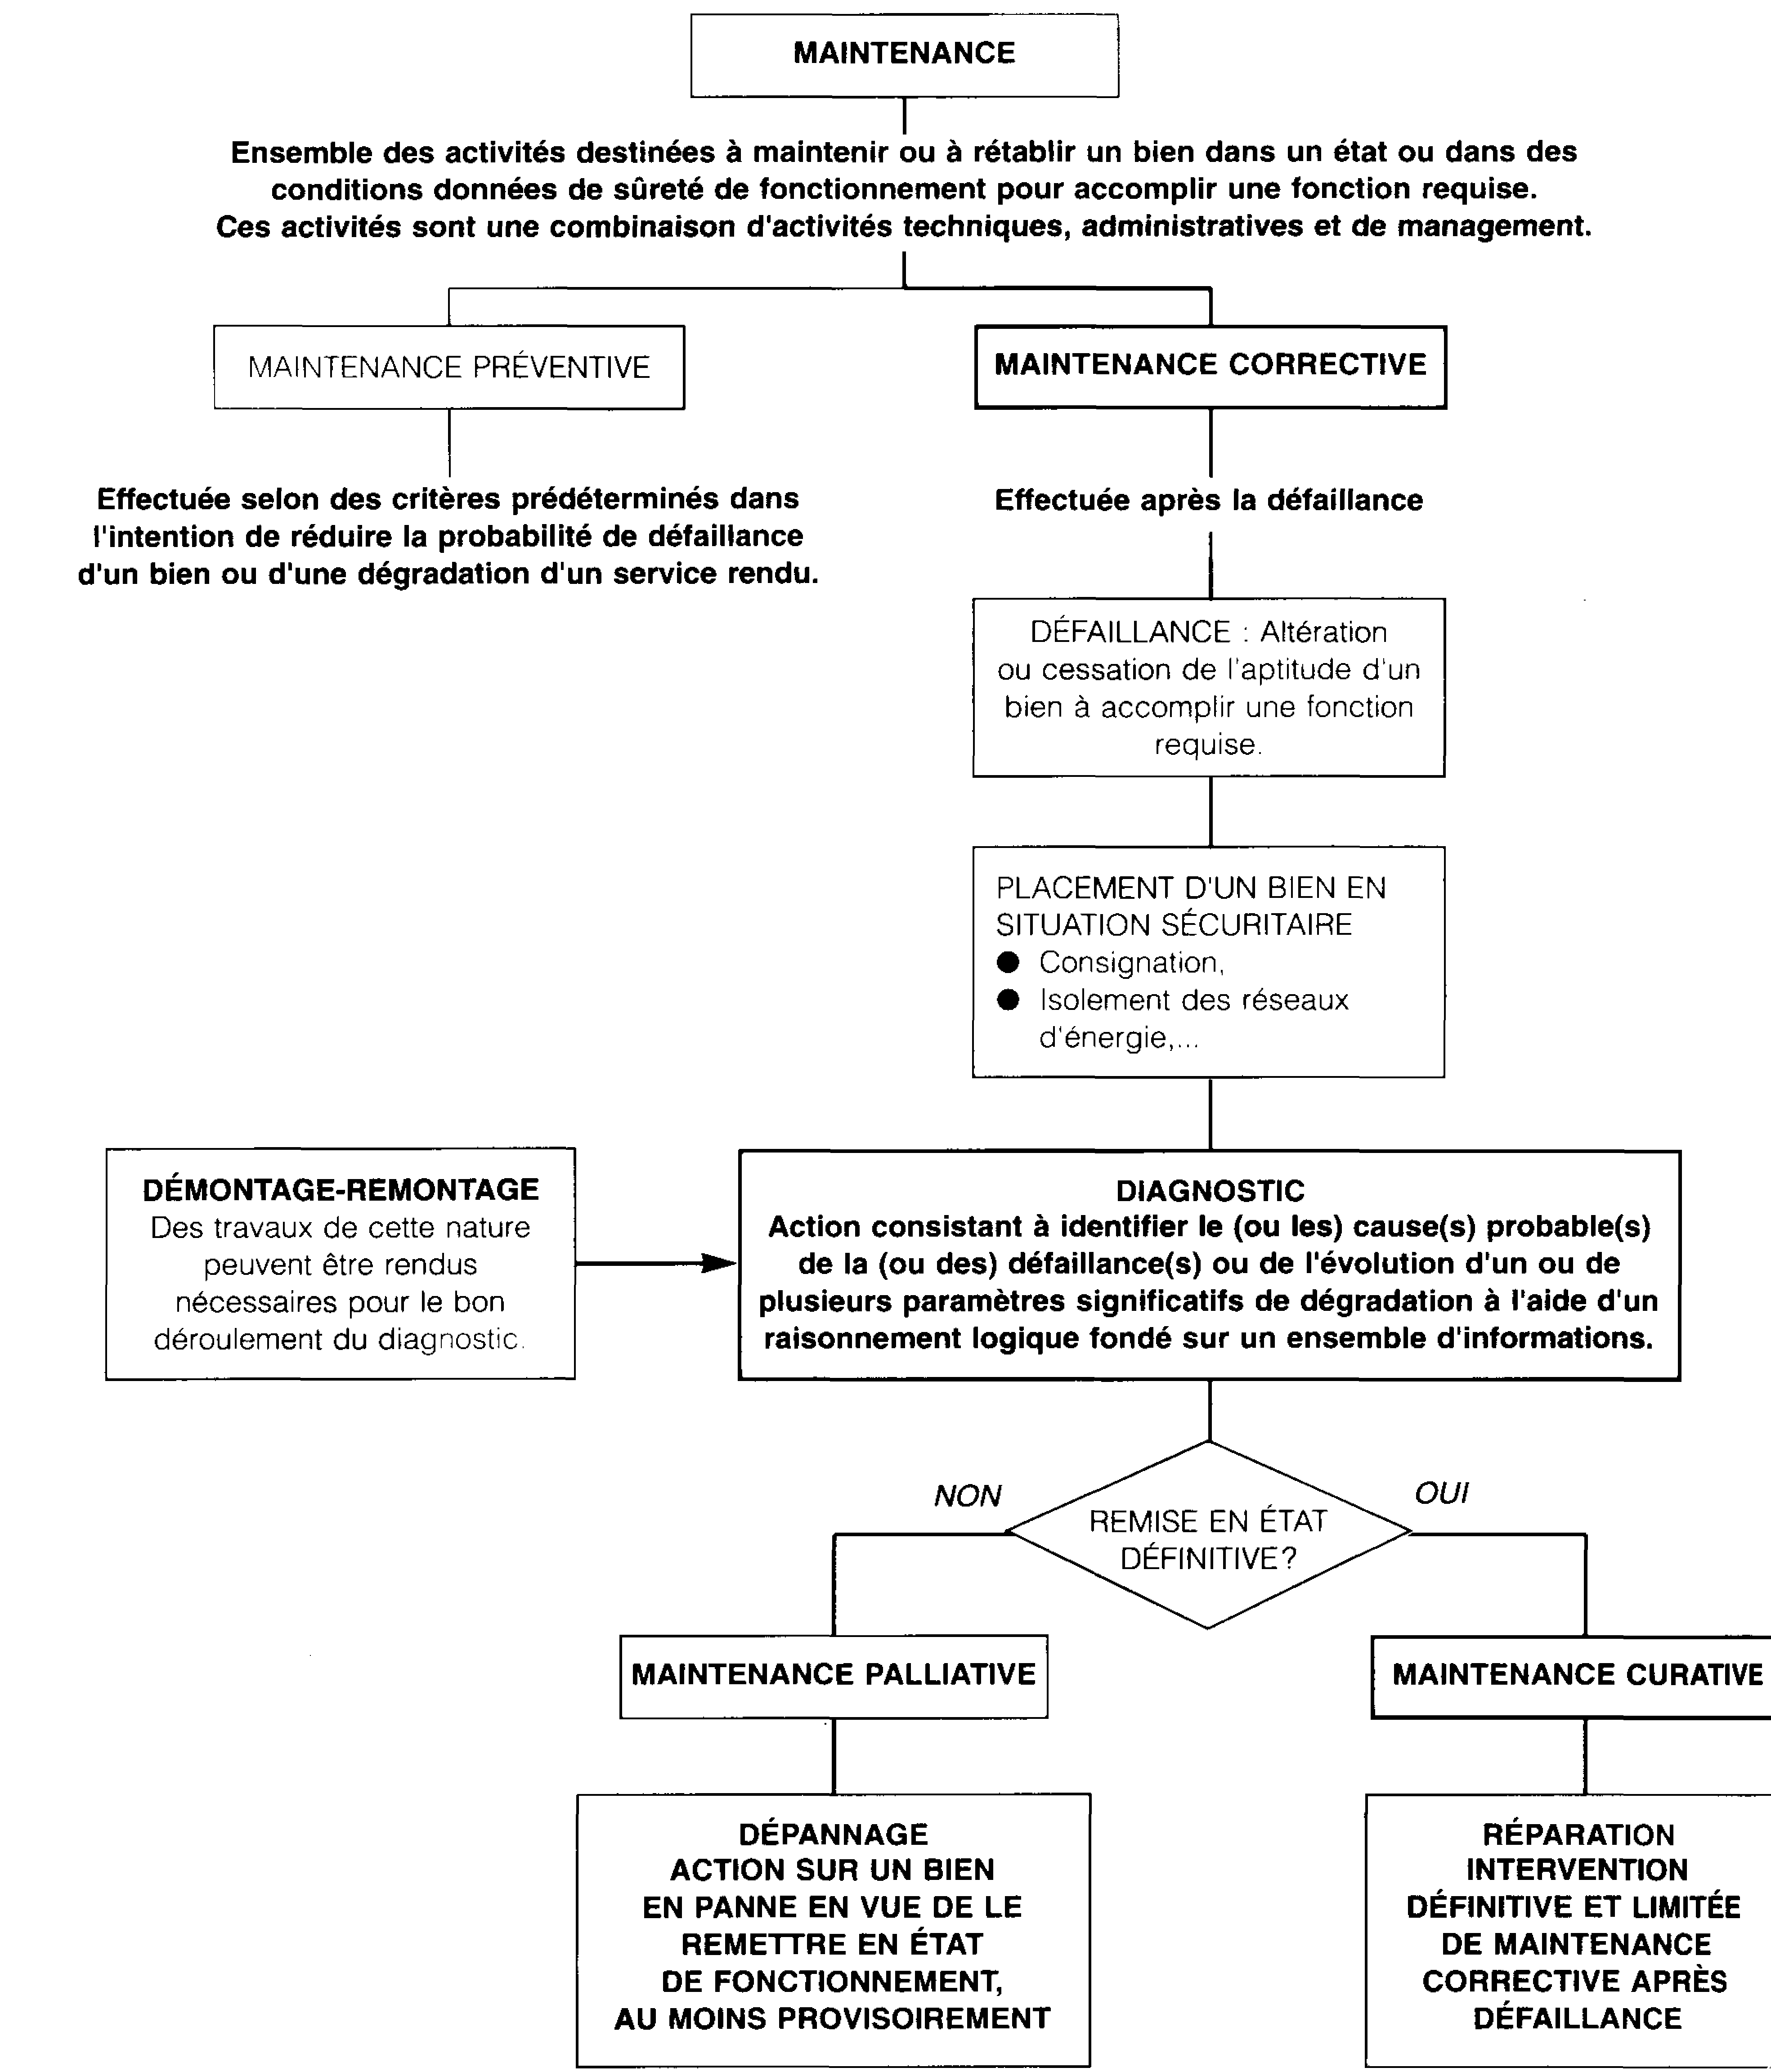 MAINTENANCE
Ensemble des activités destinées à maintenir ou à rétablir un bien dans un état ou dans des
conditions données de sûreté de fonctionnement pour accomplir une fonction requise.
Ces activités sont une combinaison d'activités techniques, administratives et de management.
MAINTENANCE PRÉVENTIVE
Effectuée selon des critères prédéterminés dans
l'intention de réduire la probabilité de défaillance
d'un bien ou d'une dégradation d'un service rendu.
MAINTENANCE CORRECTIVE
Effectuée après la défaillance
DÉFAILLANCE : Altération
ou cessation de l'aptitude d'un
bien à accomplir une fonction
requise.
PLACEMENT D'UN BIEN EN
SITUATION SÉCURITAIRE
● Consignation,
● Isolement des réseaux
d'énergie,...
DÉMONTAGE-REMONTAGE
Des travaux de cette nature
peuvent être rendus
nécessaires pour le bon
déroulement du diagnostic.
DIAGNOSTIC
Action consistant à identifier le (ou les) cause(s) probable(s)
de la (ou des) défaillance(s) ou de l'évolution d'un ou de
plusieurs paramètres significatifs de dégradation à l'aide d'un
raisonnement logique fondé sur un ensemble d'informations.
REMISE EN ÉTAT
DÉFINITIVE?
NON
OUI
MAINTENANCE PALLIATIVE
DÉPANNAGE
ACTION SUR UN BIEN
EN PANNE EN VUE DE LE
REMETTRE EN ÉTAT
DE FONCTIONNEMENT,
AU MOINS PROVISOIREMENT
MAINTENANCE CURATIVE
RÉPARATION
INTERVENTION
DÉFINITIVE ET LIMITÉE
DE MAINTENANCE
CORRECTIVE APRÈS
DÉFAILLANCE